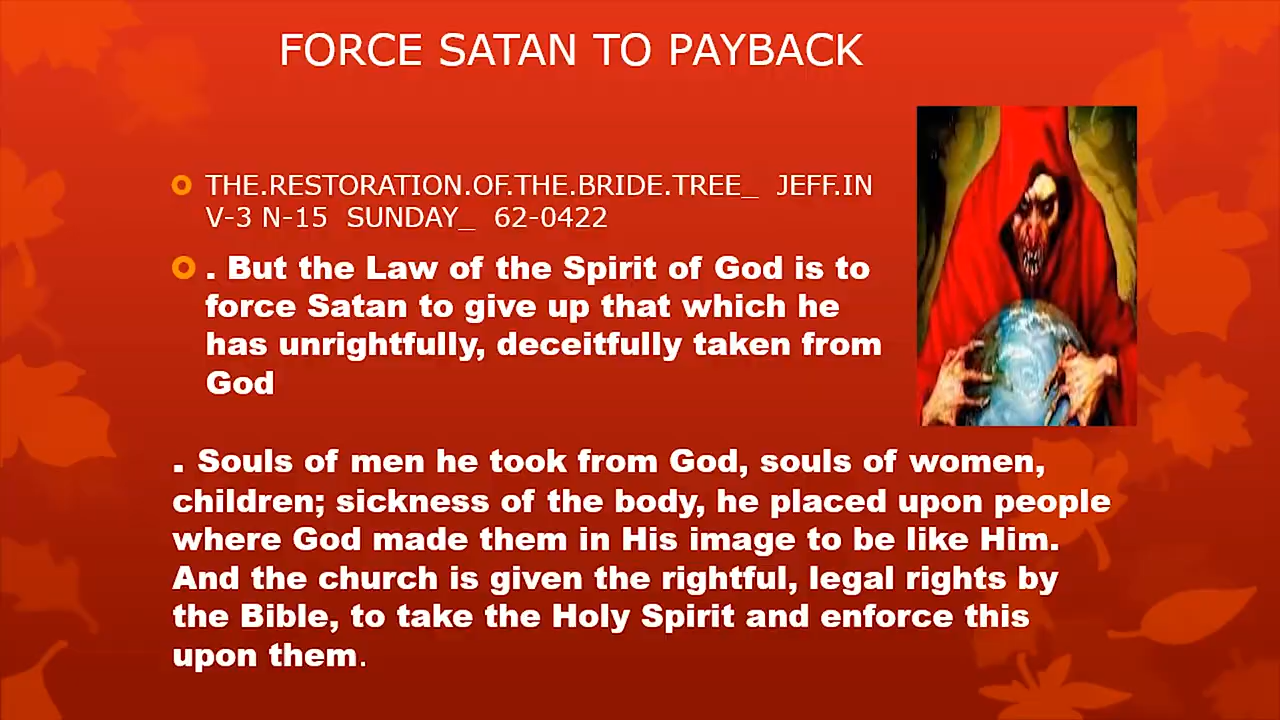 FORCE SATAN TO PAYBACK
THE.RESTORATION.OF.THE.BRIDE.TREE_ JEFF.IN
V-3 N-15 SUNDAY_ 62-0422
. But the Law of the Spirit of God is to
force Satan to give up that which he
has unrightfully, deceitfully taken from
God
. Souls of men he took from God, souls of women,
children; sickness of the body, he placed upon people
where God made them in His image to be like Him.
And the church is given the rightful, legal rights by
the Bible, to take the Holy Spirit and enforce this
upon them.